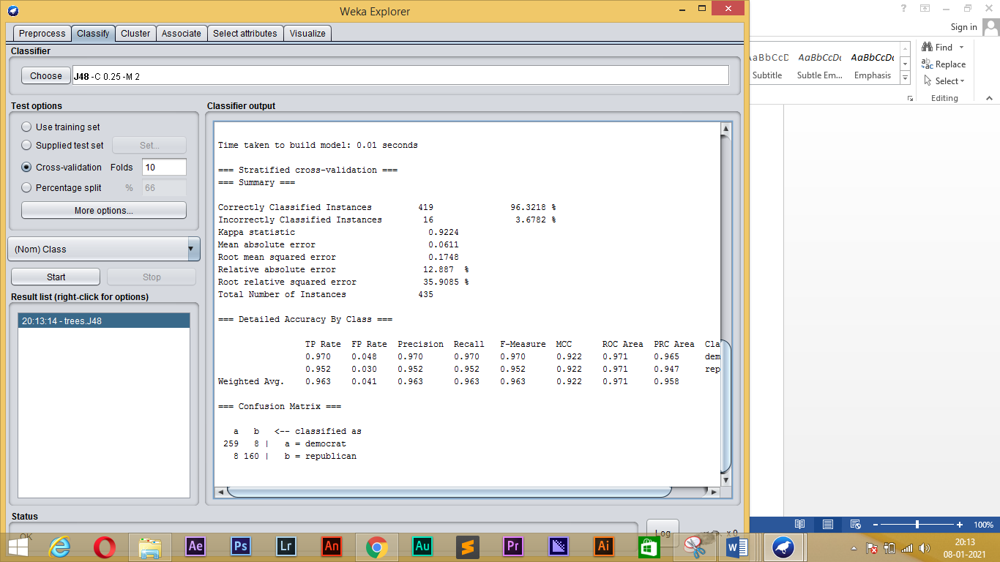 Weka Explorer
Preprocess Classify Cluster Associate Select attributes Visualize
Classifier
Choose J48 -C 0.25 -M 2
Test options
Use training set
Supplied test set Set...
Cross-validation Folds 10
Percentage split % 66
More options...
(Nom) Class
Start Stop
Result list (right-click for options)
20:13:14 - trees.J48
Classifier output
Time taken to build model: 0.01 seconds
=== Stratified cross-validation ===
=== Summary ===
Correctly Classified Instances 419 96.3218 %
Incorrectly Classified Instances 16 3.6782 %
Kappa statistic 0.9224
Mean absolute error 0.0611
Root mean squared error 0.1748
Relative absolute error 12.887 %
Root relative squared error 35.9085 %
Total Number of Instances 435
=== Detailed Accuracy By Class ===
TP Rate FP Rate Precision Recall F-Measure MCC ROC Area PRC Area Cla
0.970 0.048 0.970 0.970 0.970 0.922 0.971 0.965 dem
0.952 0.030 0.952 0.952 0.952 0.922 0.971 0.947 rep
Weighted Avg. 0.963 0.041 0.963 0.963 0.963 0.922 0.971 0.958
=== Confusion Matrix ===
a b <-- classified as
259 8 | a = democrat
8 160 | b = republican
Status
OK
Log x 0
?
Sign in
AaBbCcD AaBbCcDc AaBbCcDc
Subtitle Subtle Em... Emphasis
Find
Replace
Select
Editing
100%
Ae Ps Lr An Au Pr Ai W
20:13
08-01-2021